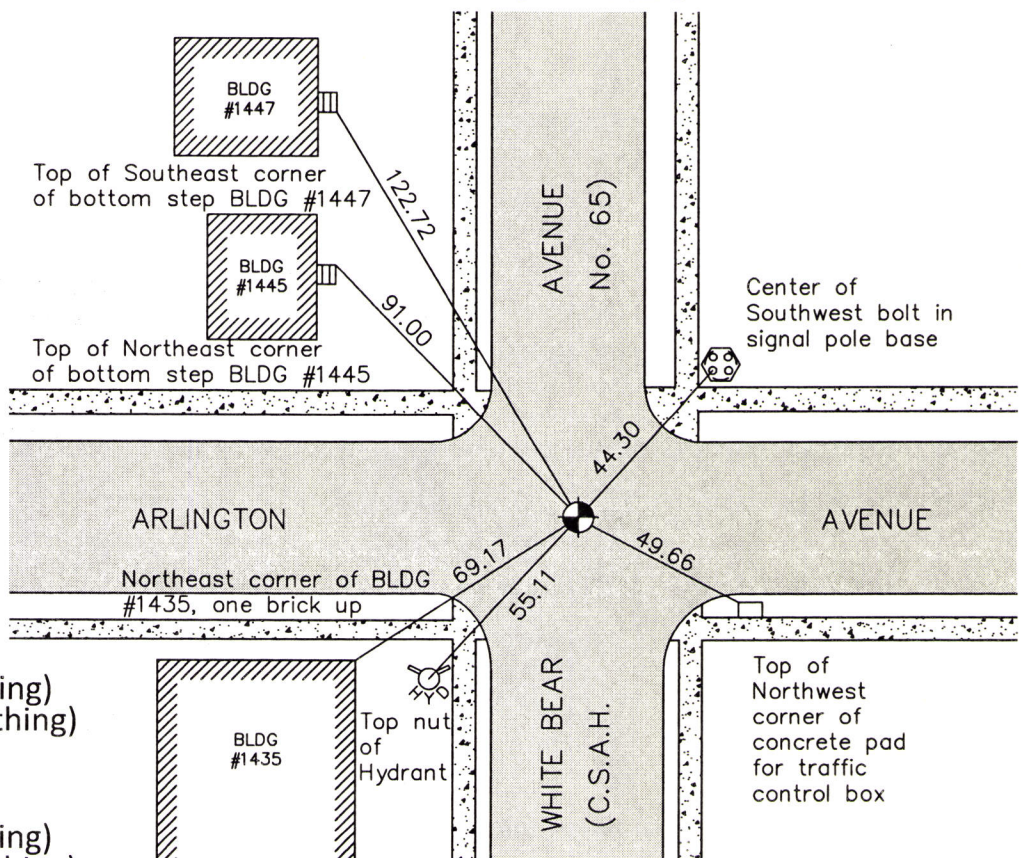 BLDG
#1447
Top of Southeast corner
of bottom step BLDG #1447
122.72
BLDG
#1445
91.00
Top of Northeast corner
of bottom step BLDG #1445
AVENUE
No. 65)
Center of
Southwest bolt in
signal pole base
44.30
ARLINGTON
AVENUE
69.17
55.11
49.66
Northeast corner of BLDG
#1435, one brick up
HYD
Top nut
of
Hydrant
BLDG
#1435
WHITE BEAR
(C.S.A.H.
Top of
Northwest
corner of
concrete pad
for traffic
control box
ing)
thing)
ing)